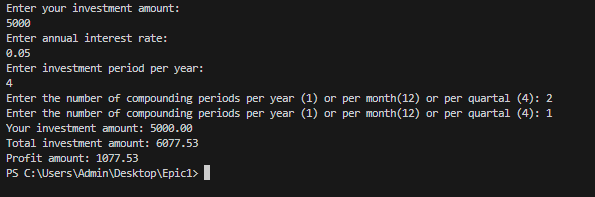 Enter your investment amount:
5000
Enter annual interest rate:
0.05
Enter investment period per year:
4
Enter the number of compounding periods per year (1) or per month(12) or per quartal (4): 2
Enter the number of compounding periods per year (1) or per month(12) or per quartal (4): 1
Your investment amount: 5000.00
Total investment amount: 6077.53
Profit amount: 1077.53
PS C:\Users\Admin\Desktop\Epic1>